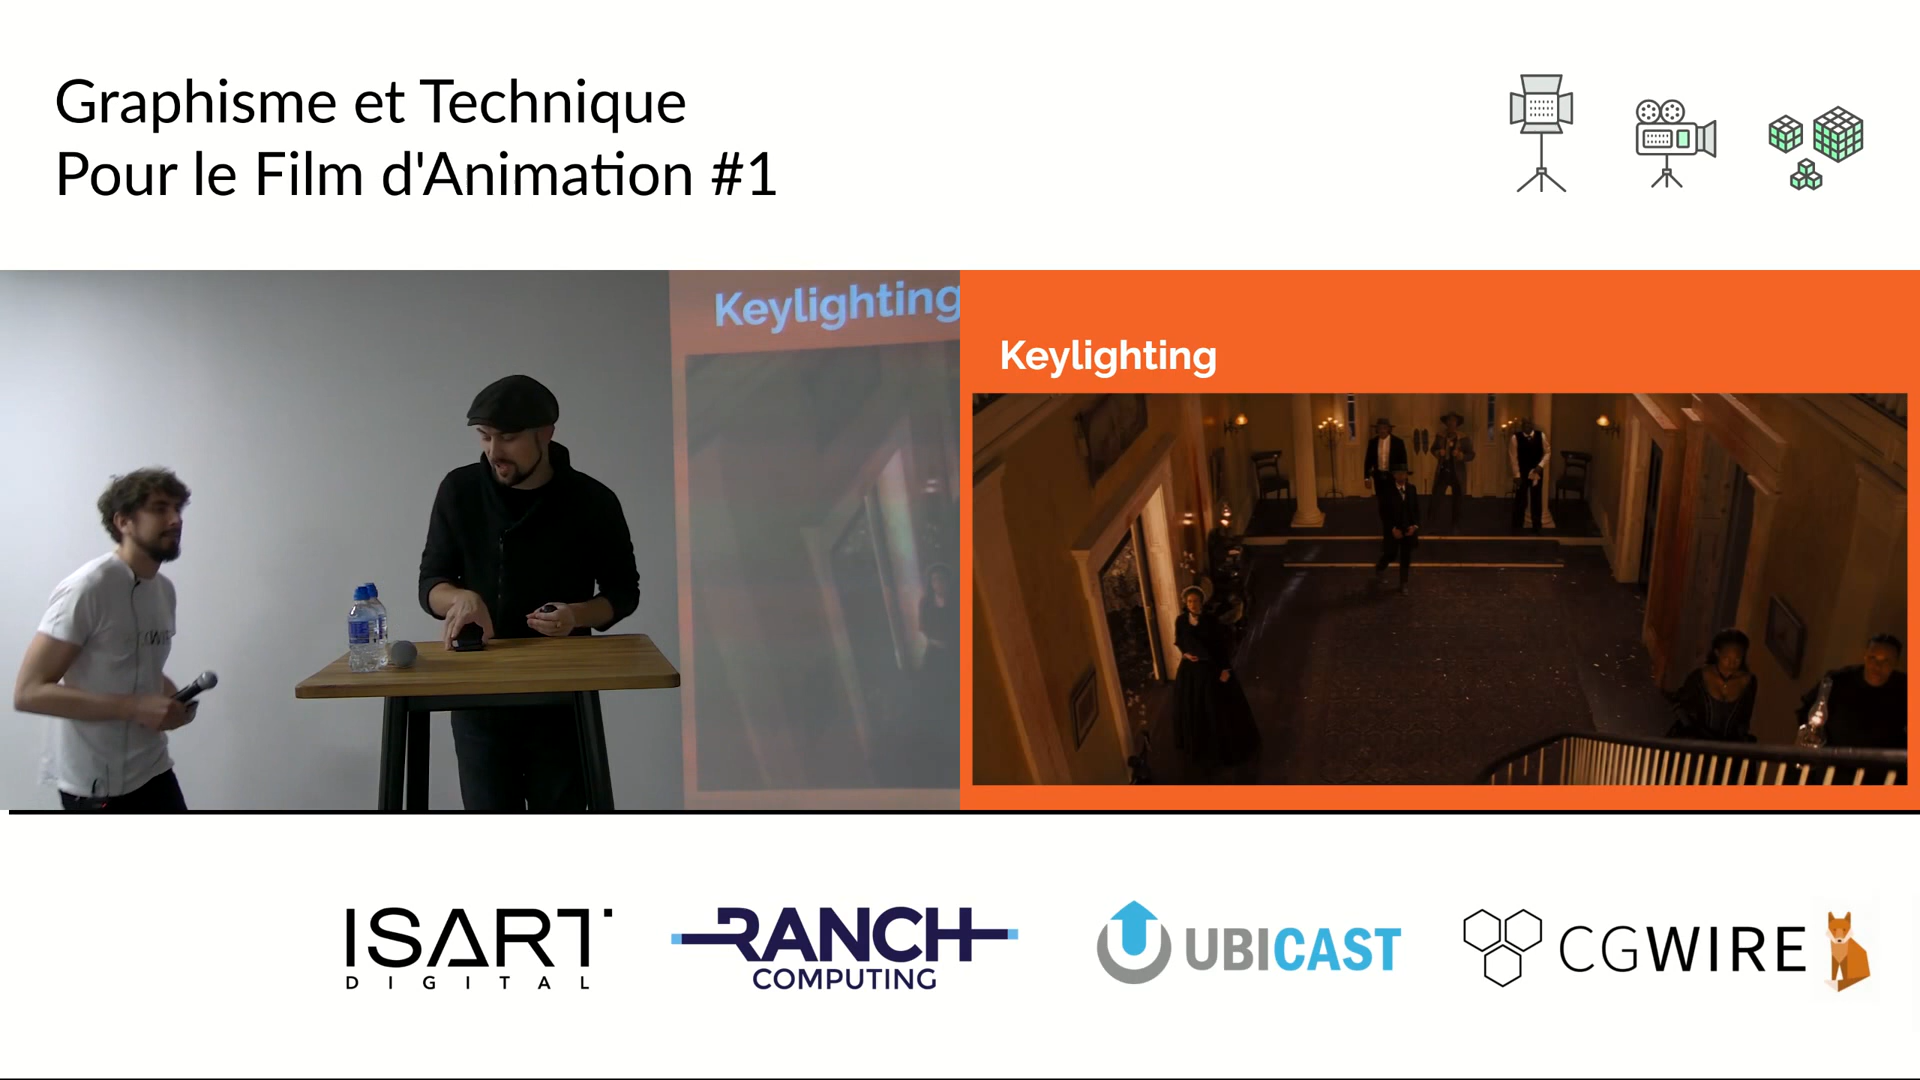 Graphisme et Technique
Pour le Film d'Animation #1
Keylighting
Keylighting
ISART
DIGITAL
RANCH
COMPUTING
UBICAST
CGWIRE